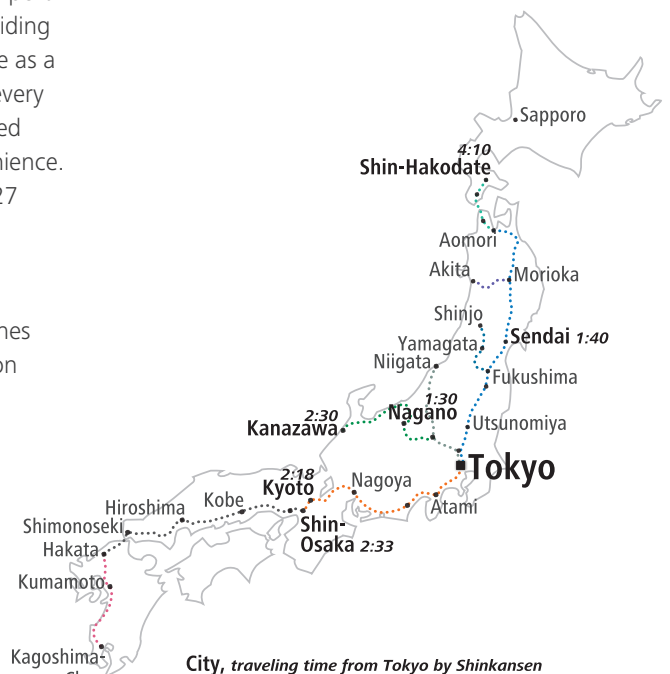 iding
e as a
every
ed
nience.
27
nes
on
Sapporo
4:10
Shin-Hakodate
Aomori
Akita
Morioka
Shinjo
Sendai 1:40
Yamagata
Niigata
Fukushima
1:30
Nagano
2:30
Kanazawa
Utsunomiya
Tokyo
2:18
Kyoto
Nagoya
Kobe
Atami
Hiroshima
Shin-
Osaka 2:33
Shimonoseki
Hakata
Kumamoto
Kagoshima-
City, traveling time from Tokyo by Shinkansen